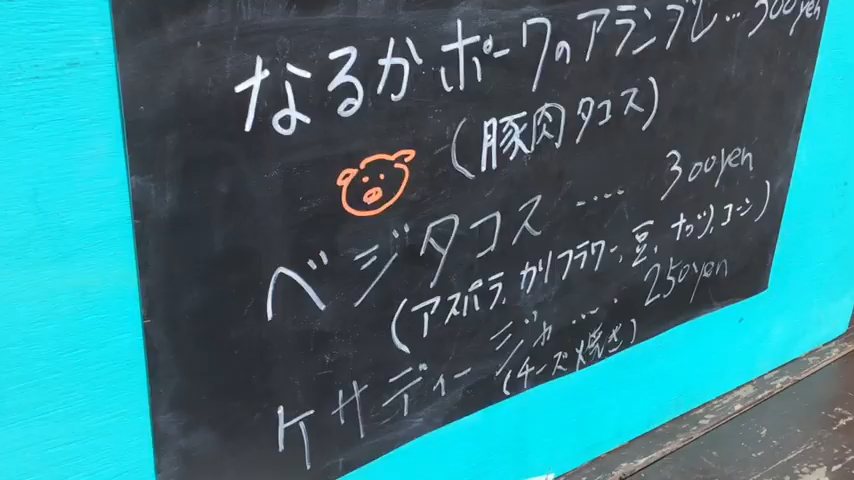 なるかポークのアランブレ... 300yen
(豚肉タコス)
ベジタコス .... 300yen
(アスパラ, カリフラワー, 豆, ナッツ, コーン)
ケサディージャ .... 250yen
(チーズ焼き)